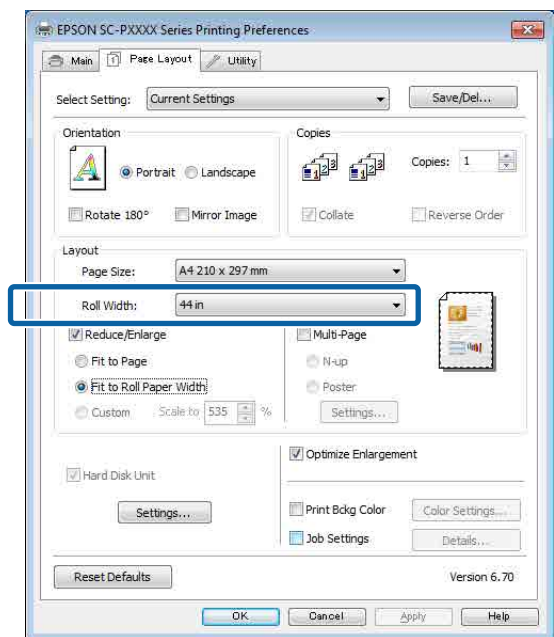 EPSON SC-PXXXX Series Printing Preferences
Main Page Layout Utility
Select Setting: Current Settings Save/Del...
Orientation Copies
Portrait Landscape Copies: 1
Rotate 180° Mirror Image Collate Reverse Order
Layout
Page Size: A4 210 x 297 mm
Roll Width: 44 in
Reduce/Enlarge Multi-Page
Fit to Page N-up
Fit to Roll Paper Width Poster
Custom Scale to 535 % Settings...
Optimize Enlargement
Hard Disk Unit
Settings... Print Bckg Color Color Settings...
Job Settings Details...
Reset Defaults Version 6.70
OK Cancel Apply Help